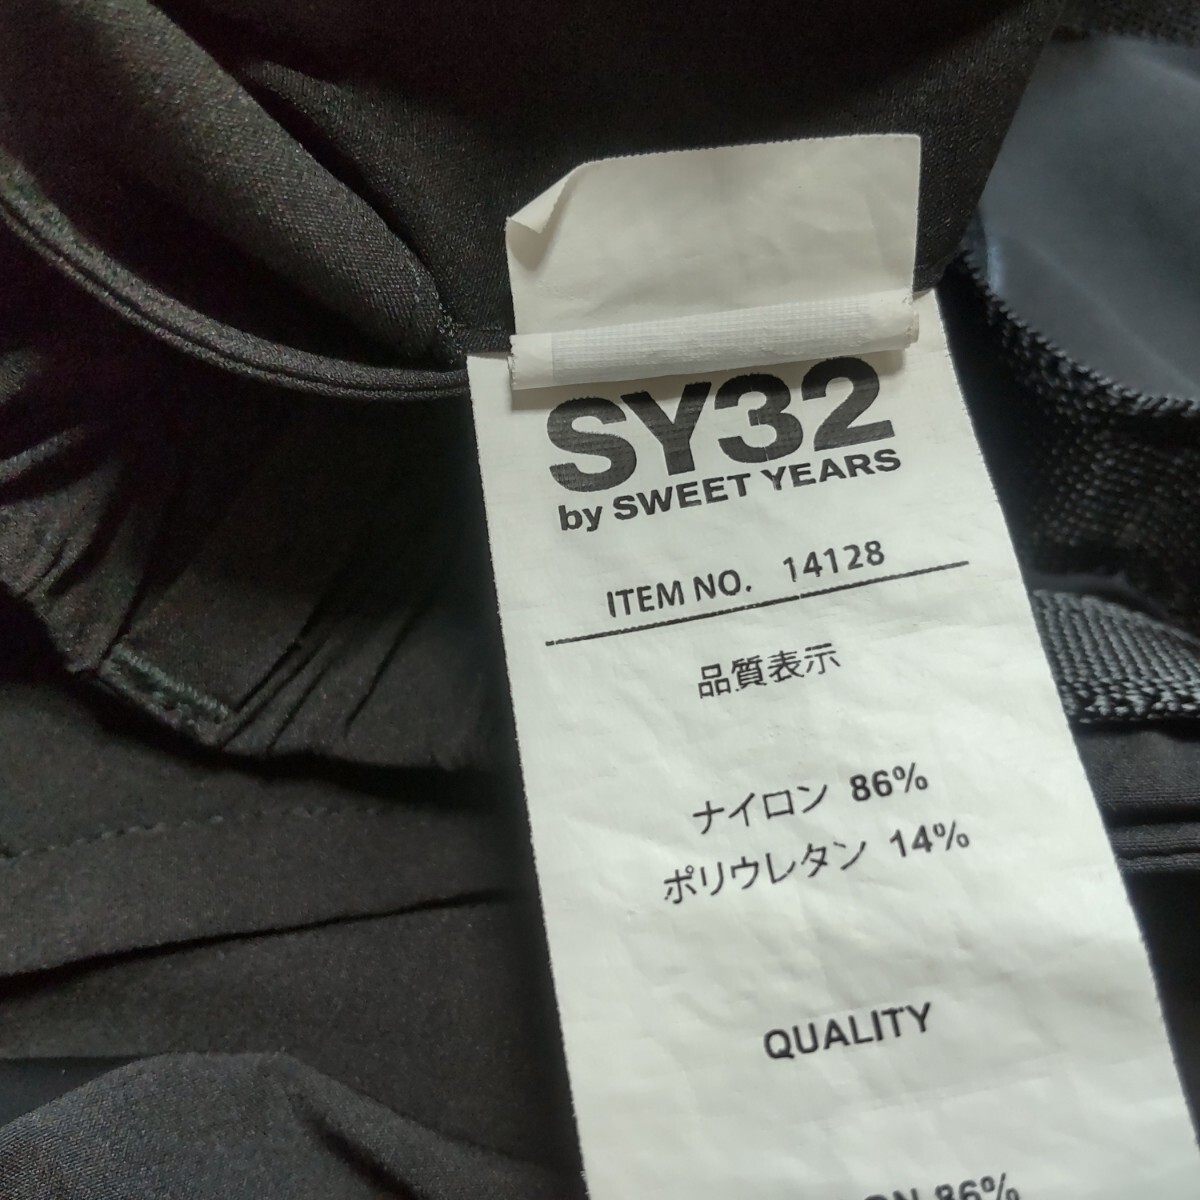 SY32
by SWEET YEARS
ITEM NO. 14128
品質表示
ナイロン 86%
ポリウレタン 14%
QUALITY
86%